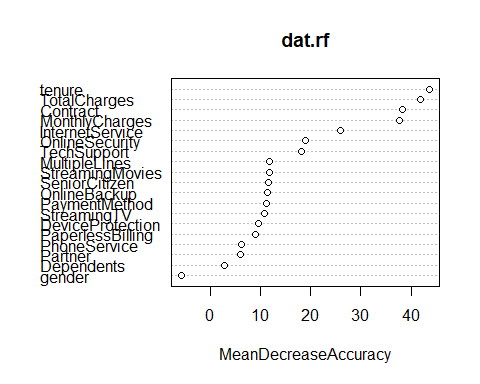 dat.rf
tenure
TotalCharges
Contract
MonthlyCharges
InternetService
OnlineSecurity
TechSupport
MultipleLines
StreamingMovies
SeniorCitizen
OnlineBackup
PaymentMethod
StreamingTV
DeviceProtection
PaperlessBilling
PhoneService
Partner
Dependents
gender
0 10 20 30 40
MeanDecreaseAccuracy